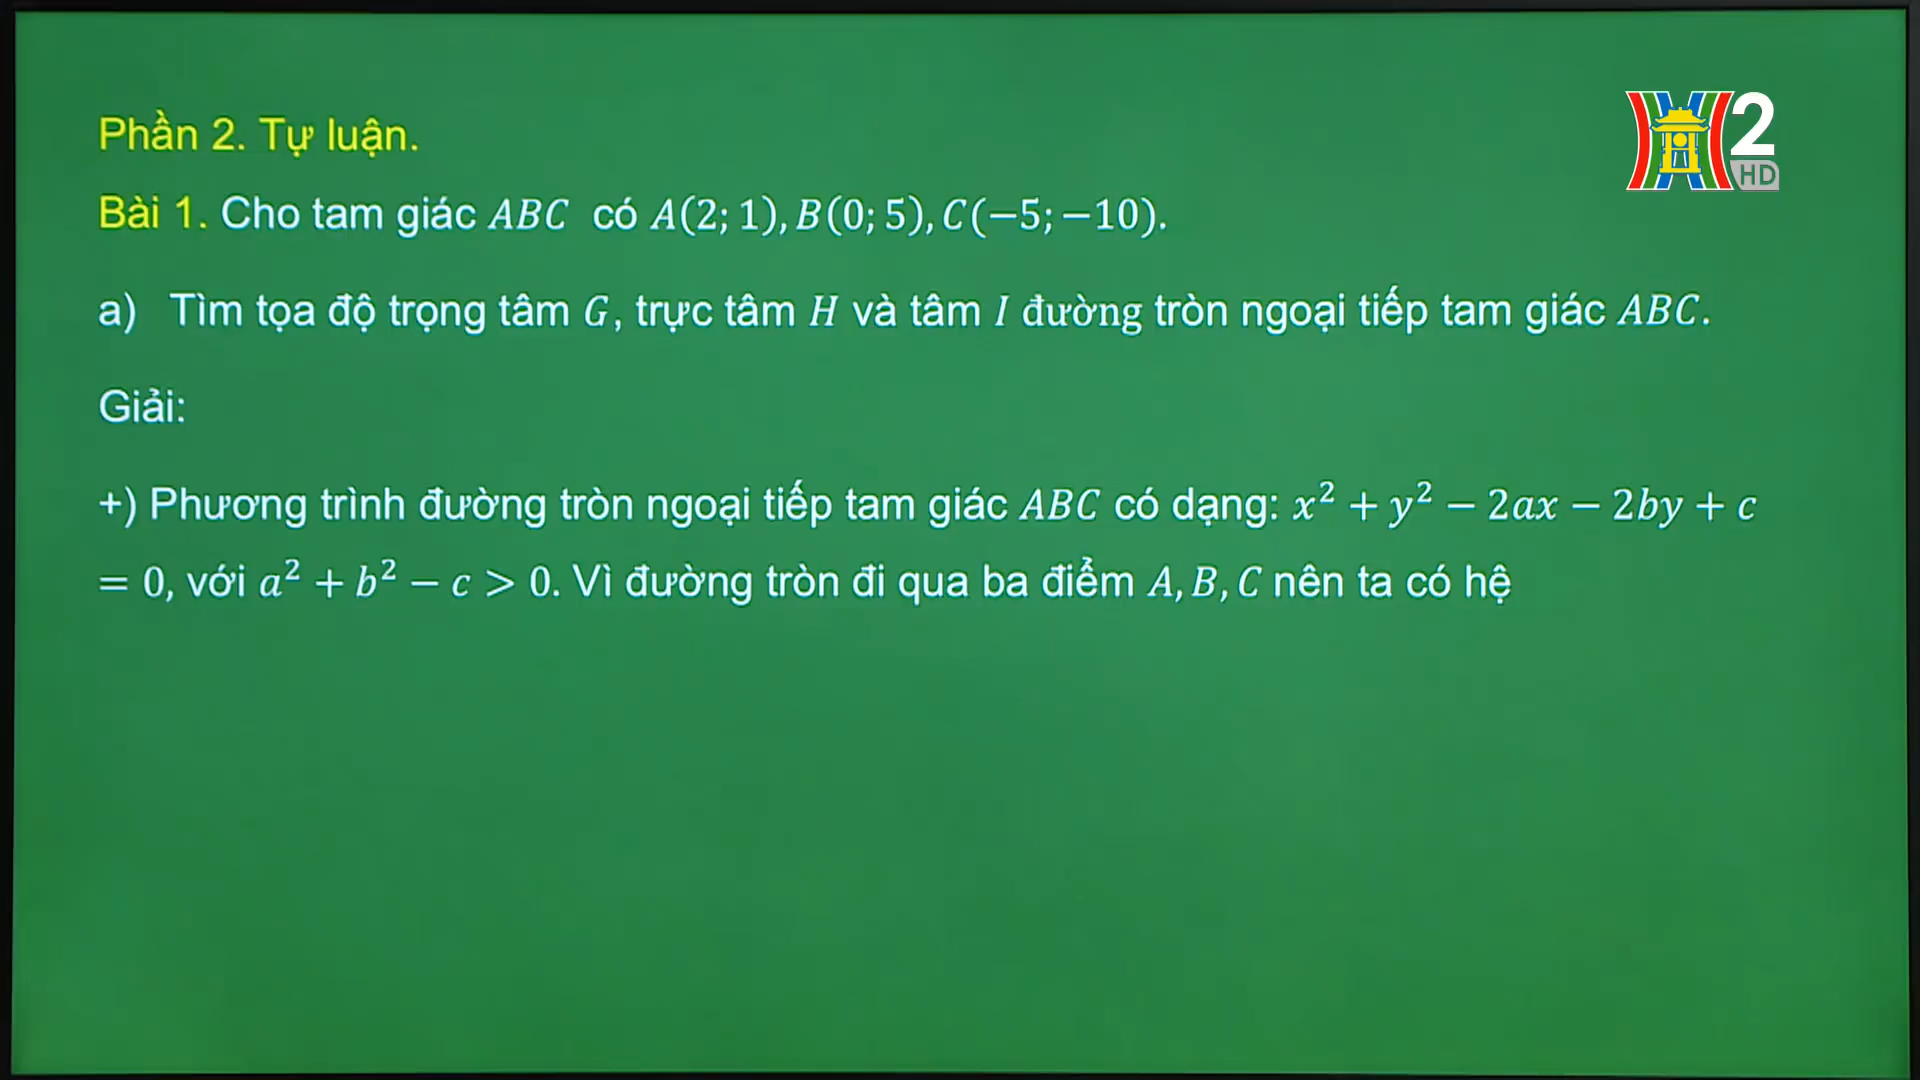 2
HD
Phần 2. Tự luận.
Bài 1. Cho tam giác ABC có A(2; 1), B(0; 5), C(−5; −10).
a) Tìm tọa độ trọng tâm G, trực tâm H và tâm I đường tròn ngoại tiếp tam giác ABC.
Giải:
+) Phương trình đường tròn ngoại tiếp tam giác ABC có dạng: x² + y² − 2ax − 2by + c
= 0, với a² + b² − c > 0. Vì đường tròn đi qua ba điểm A, B, C nên ta có hệ